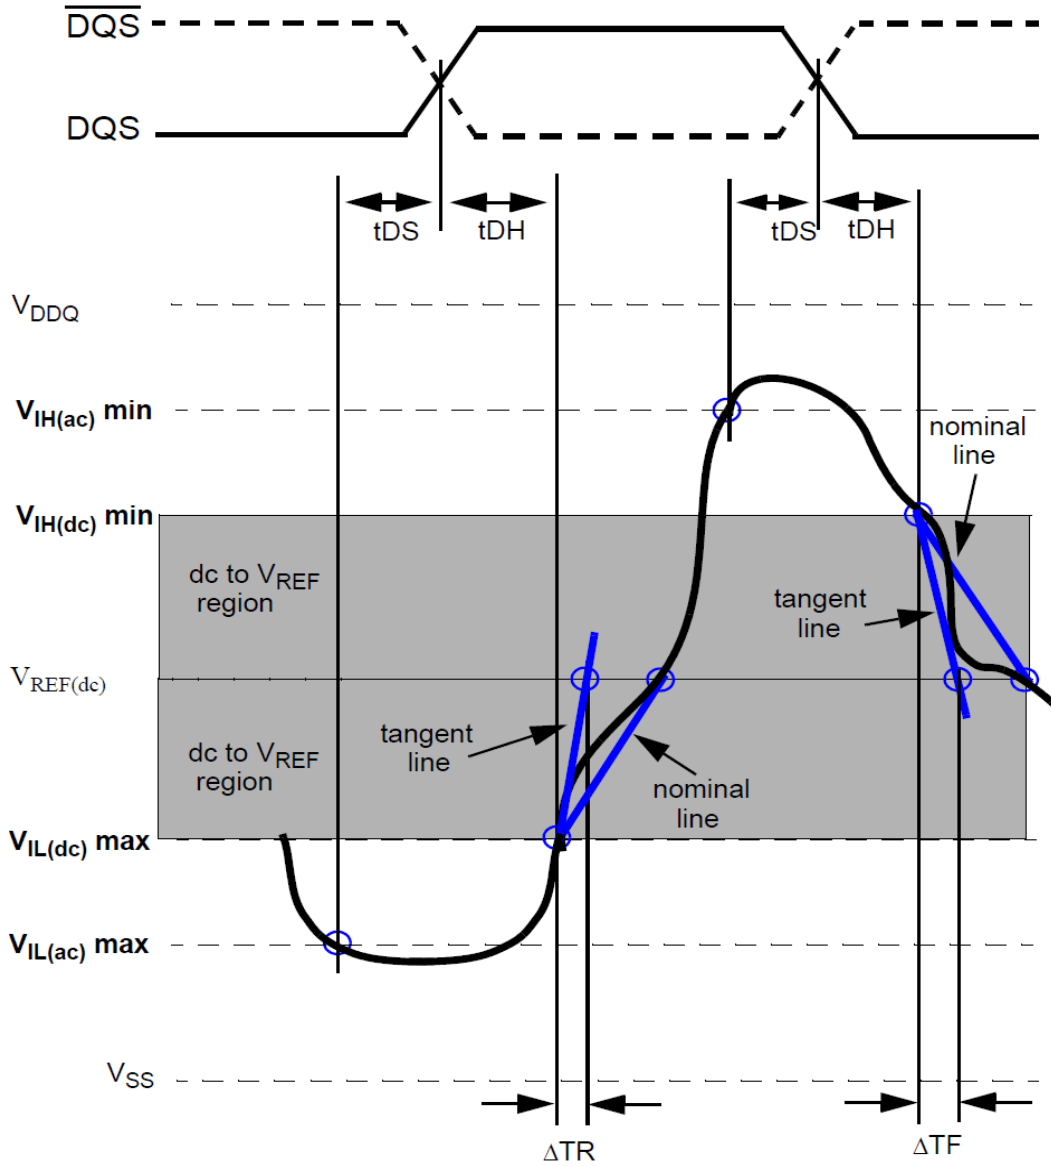 DQS
DQS
tDS
tDH
tDS
tDH
VDDQ
VIH(ac) min
nominal
line
VIH(dc) min
dc to VREF
region
tangent
line
VREF(dc)
dc to VREF
region
tangent
line
nominal
line
VIL(dc) max
VIL(ac) max
VSS
ΔTR
ΔTF